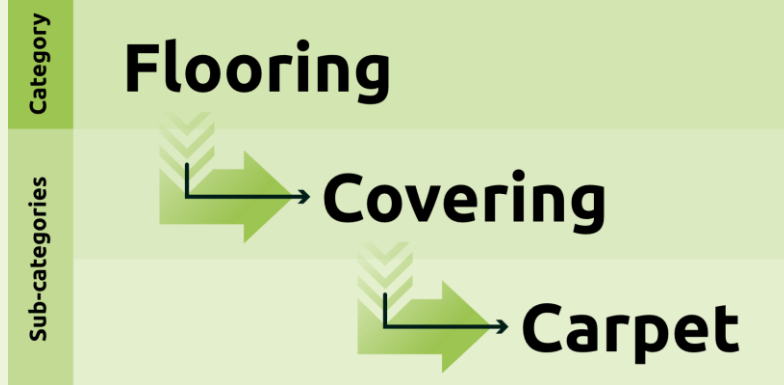 Category
Flooring
Sub-categories
Covering
Carpet